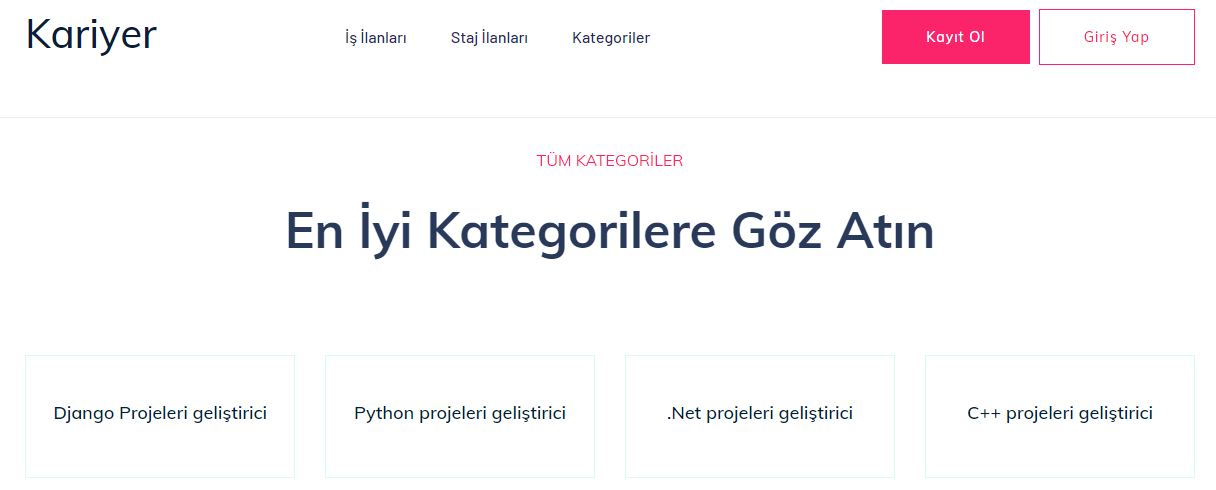 Kariyer
İş İlanları
Staj İlanları
Kategoriler
Kayıt Ol
Giriş Yap
TÜM KATEGORİLER
En İyi Kategorilere Göz Atın
Django Projeleri geliştirici
Python projeleri geliştirici
.Net projeleri geliştirici
C++ projeleri geliştirici